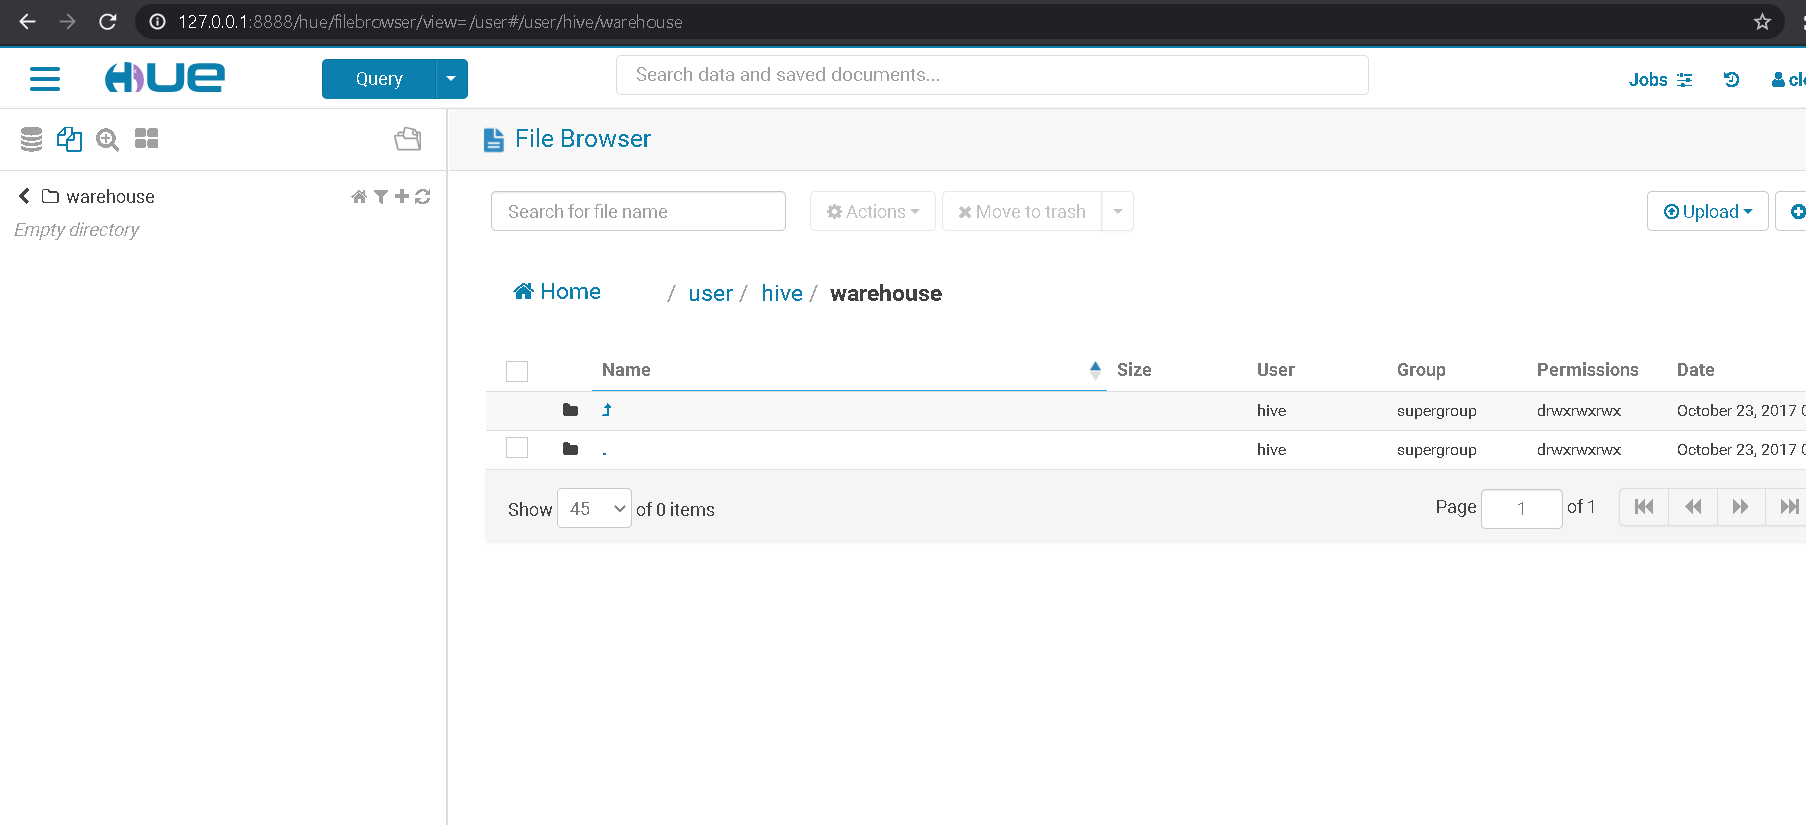 127.0.0.1:8888/hue/filebrowser/view=/user#/user/hive/warehouse
HUE
Query
Search data and saved documents...
Jobs
clo
warehouse
Empty directory
File Browser
Search for file name
Actions
Move to trash
Upload
Home / user / hive / warehouse
Name Size User Group Permissions Date
hive supergroup drwxrwxrwx October 23, 2017 0
. hive supergroup drwxrwxrwx October 23, 2017 0
Show 45 of 0 items
Page 1 of 1